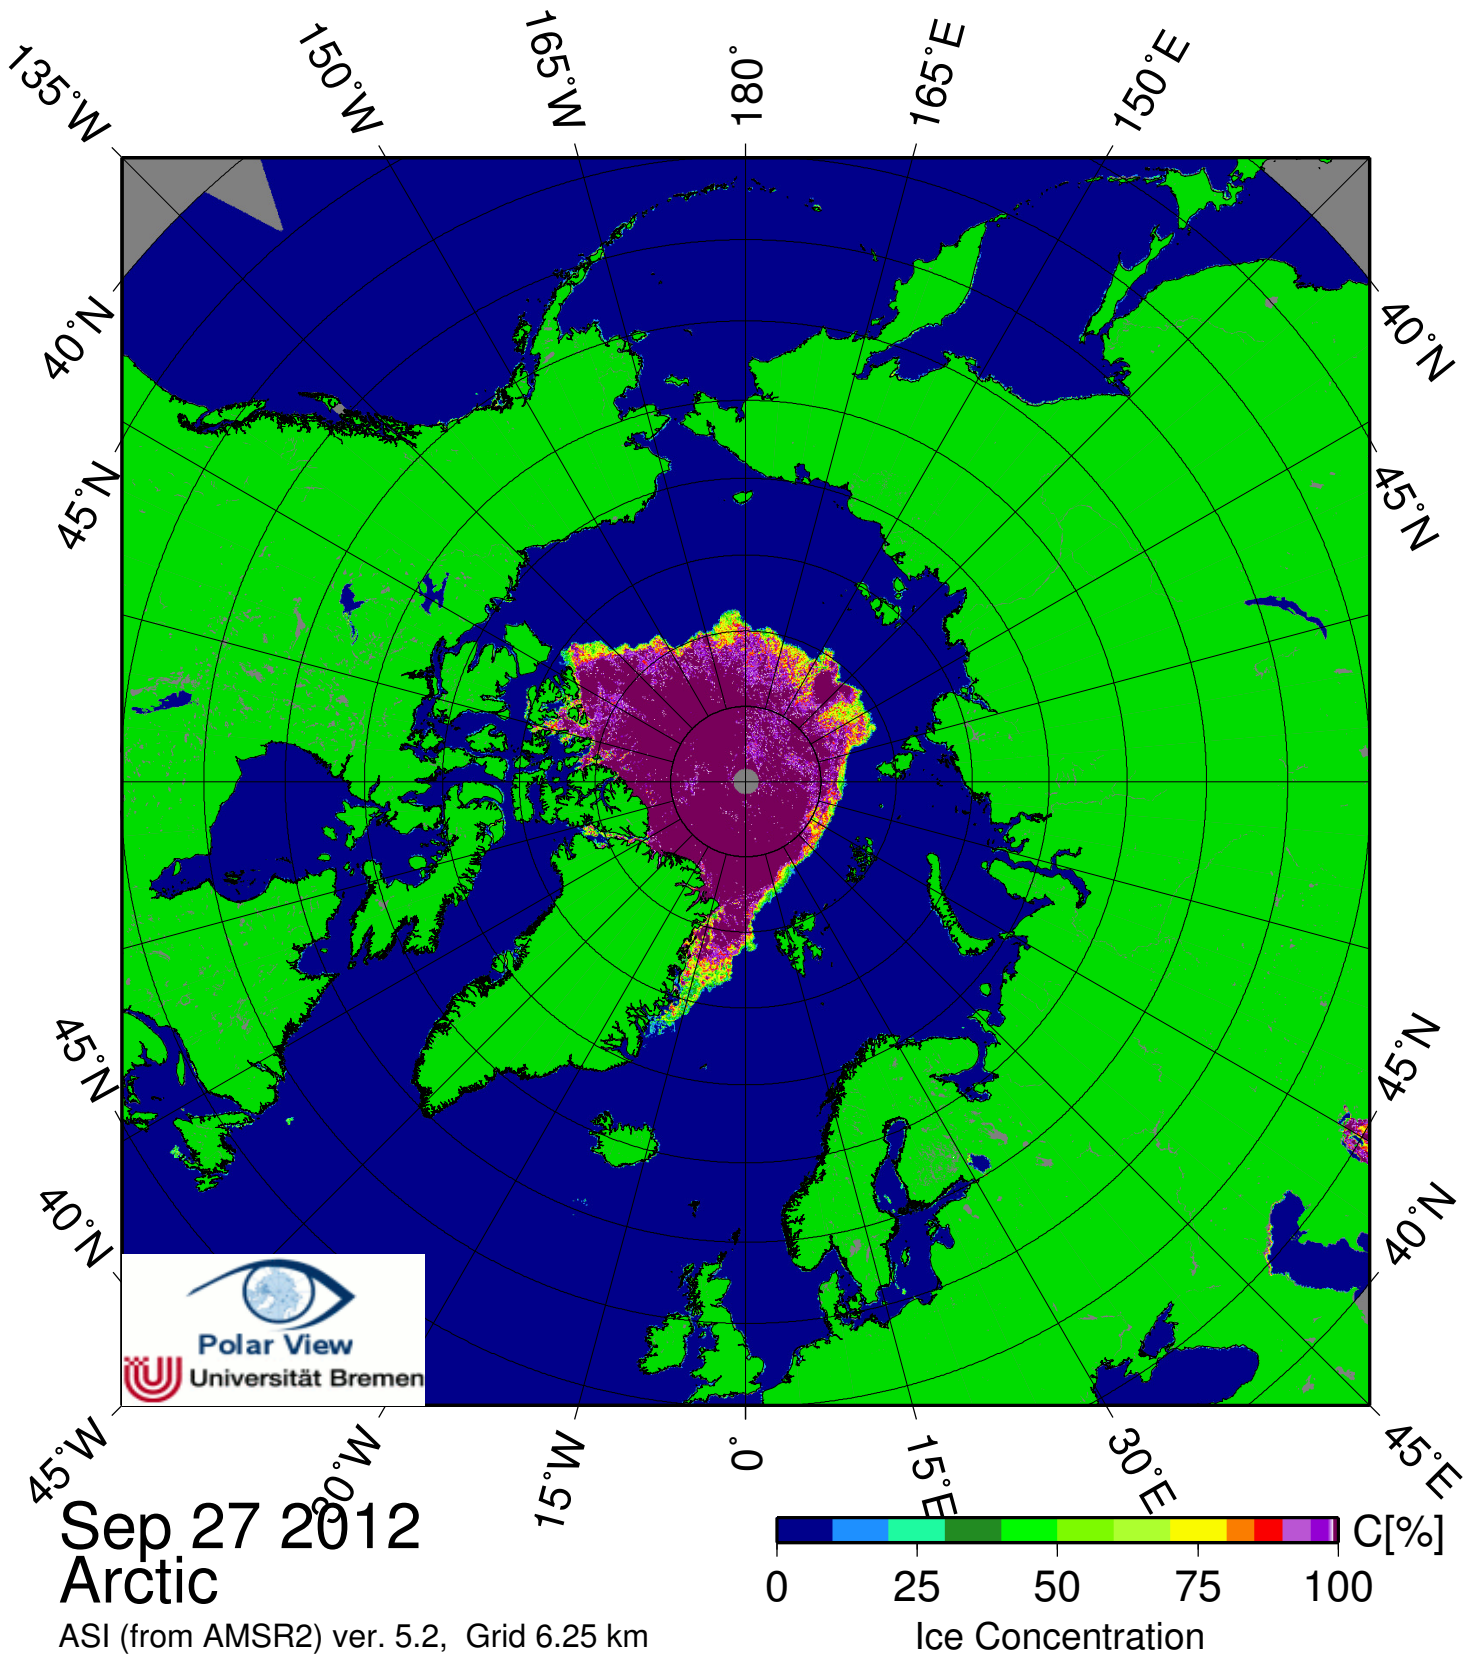 135°W
150°W
165°W
180°
165°E
150°E
40°N
40°N
45°N
45°N
45°N
45°N
40°N
40°N
Polar View
Universität Bremen
45°W
30°W
15°W
0°
15°E
30°E
45°E
Sep 27 2012
Arctic
ASI (from AMSR2) ver. 5.2, Grid 6.25 km
C[%]
0 25 50 75 100
Ice Concentration